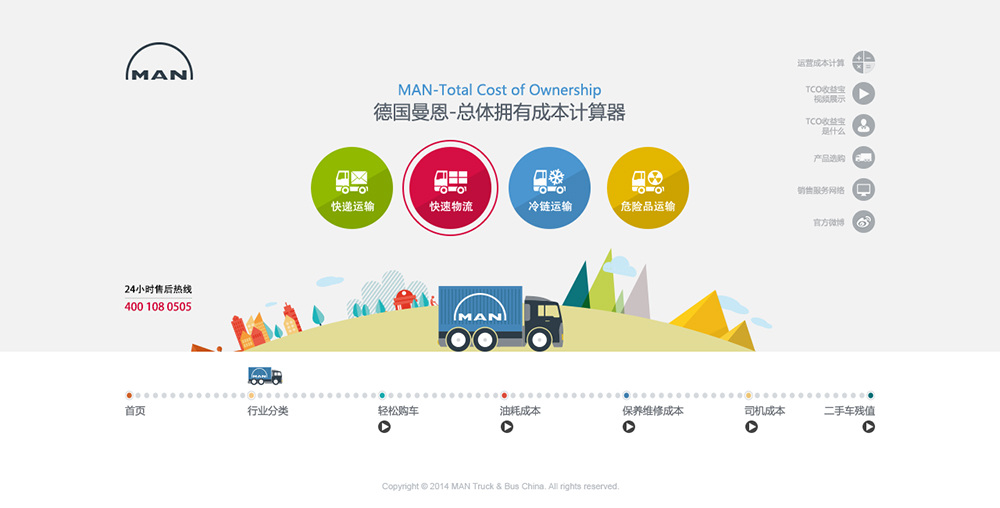 MAN
MAN-Total Cost of Ownership
德国曼恩-总体拥有成本计算器
运营成本计算
TCO收益宝
视频展示
TCO收益宝
是什么
产品选购
销售服务网络
官方微博
快递运输
快速物流
冷链运输
危险品运输
24小时售后热线
400 108 0505
MAN
MAN
首页
行业分类
轻松购车
油耗成本
保养维修成本
司机成本
二手车残值
Copyright © 2014 MAN Truck & Bus China. All rights reserved.